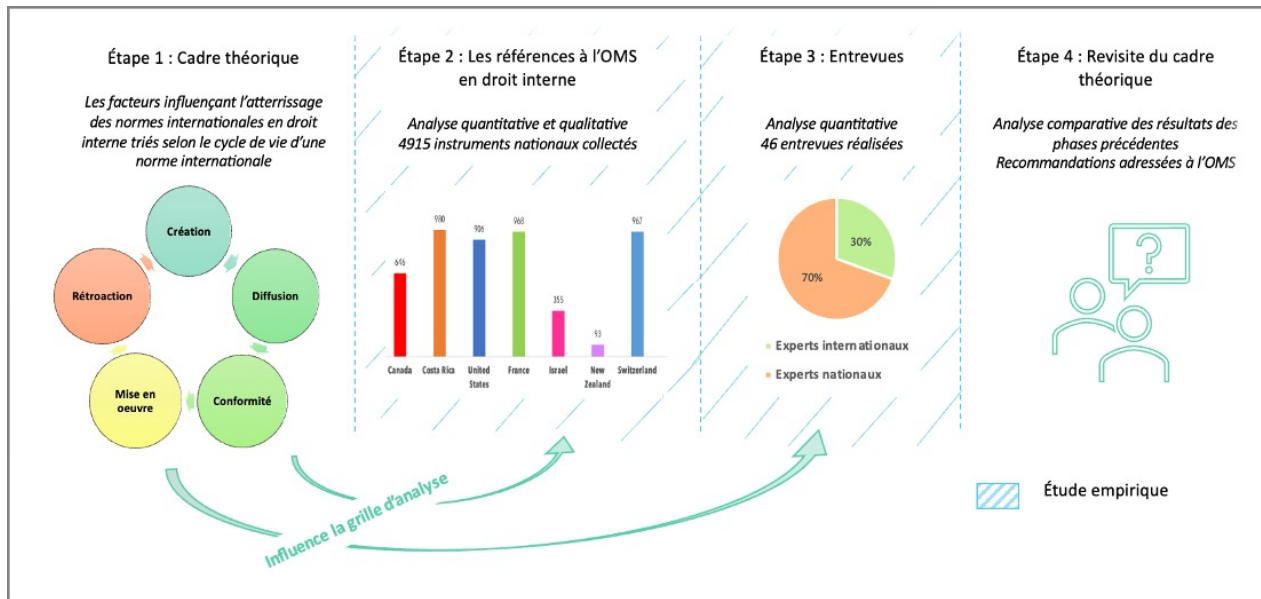 Étape 1 : Cadre théorique
Les facteurs influençant l’atterrissage
des normes internationales en droit
interne triés selon le cycle de vie d’une
norme internationale
Création
Rétroaction
Diffusion
Mise en
oeuvre
Conformité
Étape 2 : Les références à l’OMS
en droit interne
Analyse quantitative et qualitative
4915 instruments nationaux collectés
646
980
906
968
355
93
967
Canada
Costa Rica
United
States
France
Israel
New
Zealand
Switzerland
Étape 3 : Entrevues
Analyse quantitative
46 entrevues réalisées
30%
70%
Experts internationaux
Experts nationaux
Étape 4 : Revisite du cadre
théorique
Analyse comparative des résultats des
phases précédentes
Recommandations adressées à l’OMS
?
Influence la grille d’analyse
Étude empirique